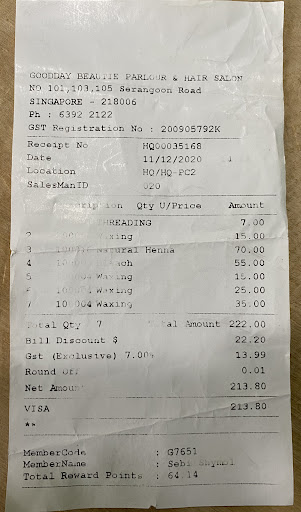 GOODDAY BEAUTIE PARLOUR & HAIR SALON
NO 101,103,105 Serangoon Road
SINGAPORE - 218006
Ph : 6392 2122
GST Registration No : 200905792K
Receipt No HQ00035168
Date 11/12/2020
Location HQ/HQ-PC2
SalesManID 020
Qty U/Price Amount
THREADING 7.00
2 Waxing 15.00
3 Natural Henna 70.00
4 55.00
5 Waxing 15.00
6 Waxing 25.00
7 Waxing 35.00
Total Qty 7 Total Amount 222.00
Bill Discount $ 22.20
Gst (Exclusive) 7.00% 13.99
Round Off 0.01
Net Amount 213.80
VISA 213.80
**
MemberCode : G7651
MemberName :
Total Reward Points : 64.14